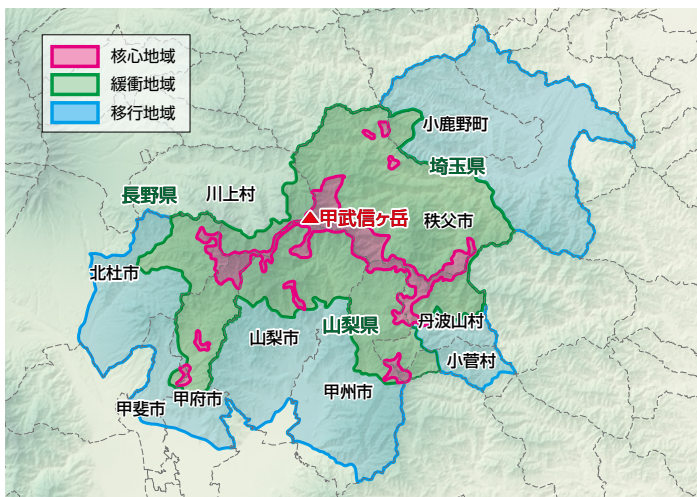 核心地域
緩衝地域
移行地域
小鹿野町
埼玉県
長野県
川上村
甲武信ヶ岳
秩父市
北杜市
丹波山村
山梨県
山梨市
小菅村
甲州市
甲府市
甲斐市